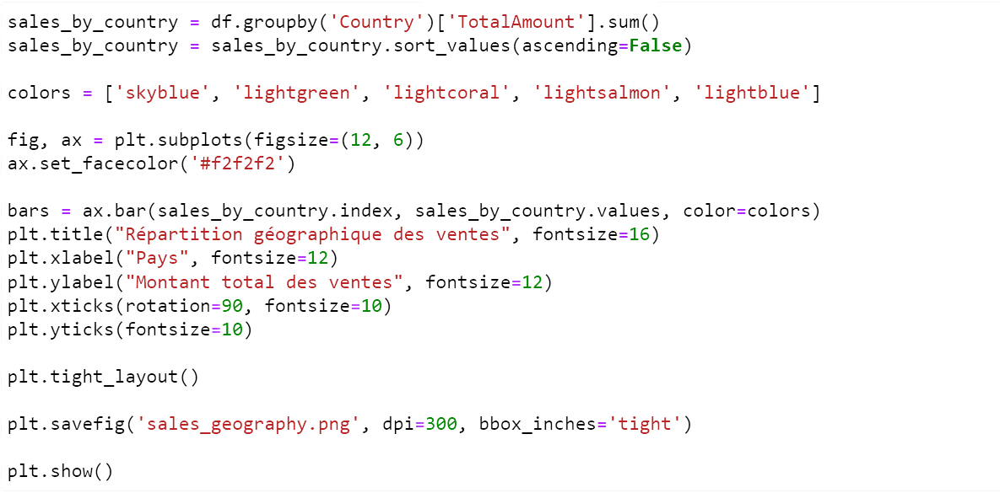 sales_by_country = df.groupby('Country')['TotalAmount'].sum()
sales_by_country = sales_by_country.sort_values(ascending=False)
colors = ['skyblue', 'lightgreen', 'lightcoral', 'lightsalmon', 'lightblue']
fig, ax = plt.subplots(figsize=(12, 6))
ax.set_facecolor('#f2f2f2')
bars = ax.bar(sales_by_country.index, sales_by_country.values, color=colors)
plt.title("Répartition géographique des ventes", fontsize=16)
plt.xlabel("Pays", fontsize=12)
plt.ylabel("Montant total des ventes", fontsize=12)
plt.xticks(rotation=90, fontsize=10)
plt.yticks(fontsize=10)
plt.tight_layout()
plt.savefig('sales_geography.png', dpi=300, bbox_inches='tight')
plt.show()